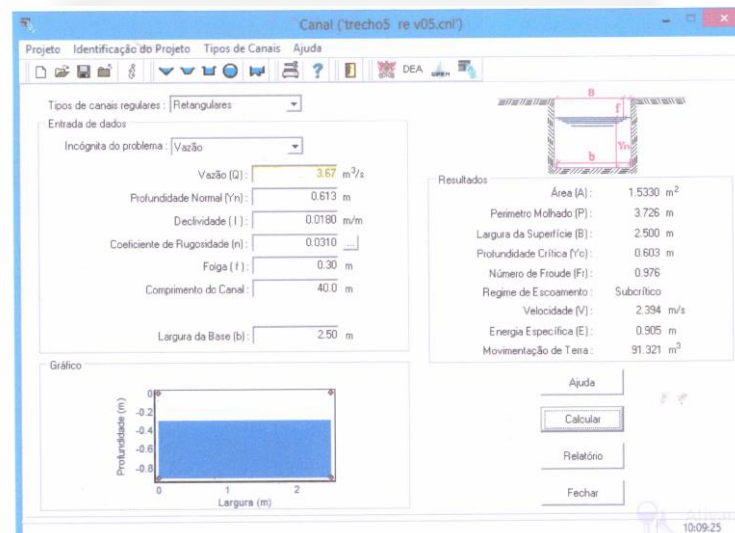 Canal ('trecho5 re v05.cnl')
Projeto Identificação do Projeto Tipos de Canais Ajuda
DEA
Tipos de canais regulares : Retangulares
Entrada de dados
Incógnita do problema : Vazão
Vazão (Q) : 3.67 m³/s
Profundidade Normal (Yn) : 0.613 m
Declividade ( I ) : 0.0180 m/m
Coeficiente de Rugosidade (n) : 0.0310 ...
Folga ( f ) : 0.30 m
Comprimento do Canal : 40.0 m
Largura da Base (b) : 2.50 m
B
f
Yn
b
Resultados
Área (A) : 1.5330 m²
Perímetro Molhado (P) : 3.726 m
Largura da Superfície (B) : 2.500 m
Profundidade Crítica (Yc) : 0.603 m
Número de Froude (Fr) : 0.976
Regime de Escoamento : Subcrítico
Velocidade (V) : 2.394 m/s
Energia Específica (E) : 0.905 m
Movimentação de Terra : 91.321 m³
Gráfico
Profundidade (m)
0
-0.2
-0.4
-0.6
-0.8
0 1 2
Largura (m)
Ajuda
Calcular
Relatório
Fechar
10:09:25